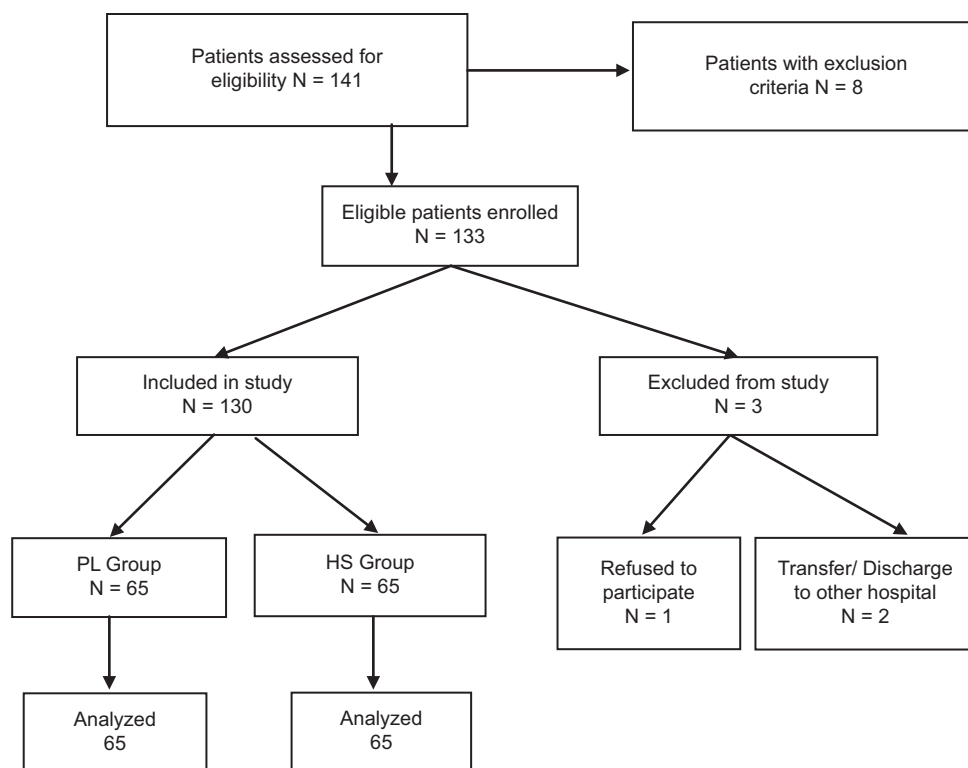 Patients assessed for
eligibility N = 141
Patients with exclusion
criteria N = 8
Eligible patients enrolled
N = 133
Included in study
N = 130
Excluded from study
N = 3
PL Group
N = 65
HS Group
N = 65
Refused to
participate
N = 1
Transfer/ Discharge
to other hospital
N = 2
Analyzed
65
Analyzed
65